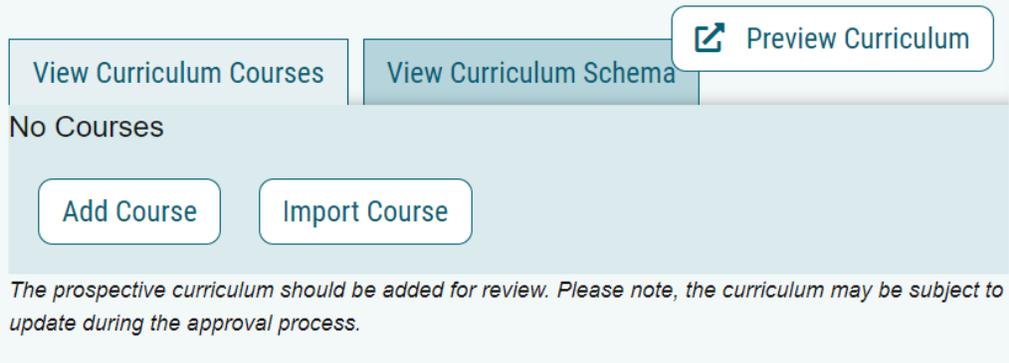 Preview Curriculum
View Curriculum Courses
View Curriculum Schema
No Courses
Add Course
Import Course
The prospective curriculum should be added for review. Please note, the curriculum may be subject to
update during the approval process.